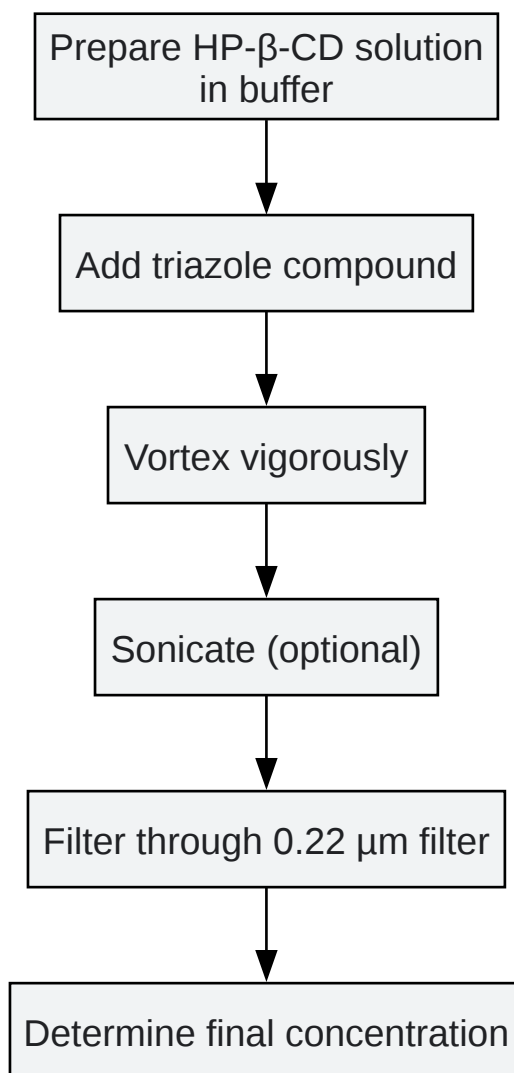 Prepare HP-β-CD solution
in buffer
Add triazole compound
Vortex vigorously
Sonicate (optional)
Filter through 0.22 µm filter
Determine final concentration